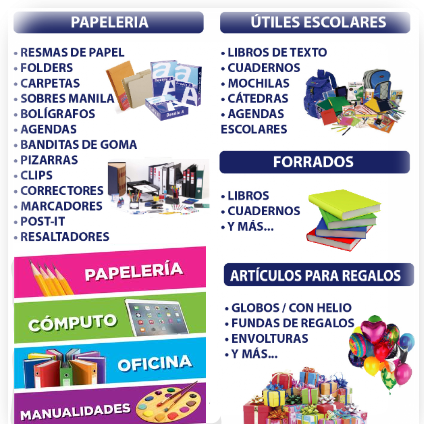 PAPELERIA
• RESMAS DE PAPEL
• FOLDERS
• CARPETAS
• SOBRES MANILA
• BOLÍGRAFOS
• AGENDAS
• BANDITAS DE GOMA
• PIZARRAS
• CLIPS
• CORRECTORES
• MARCADORES
• POST-IT
• RESALTADORES
PAPELERÍA
CÓMPUTO
OFICINA
MANUALIDADES
ÚTILES ESCOLARES
• LIBROS DE TEXTO
• CUADERNOS
• MOCHILAS
• CÁTEDRAS
• AGENDAS
ESCOLARES
FORRADOS
• LIBROS
• CUADERNOS
• Y MÁS...
ARTÍCULOS PARA REGALOS
• GLOBOS / CON HELIO
• FUNDAS DE REGALOS
• ENVOLTURAS
• Y MÁS...